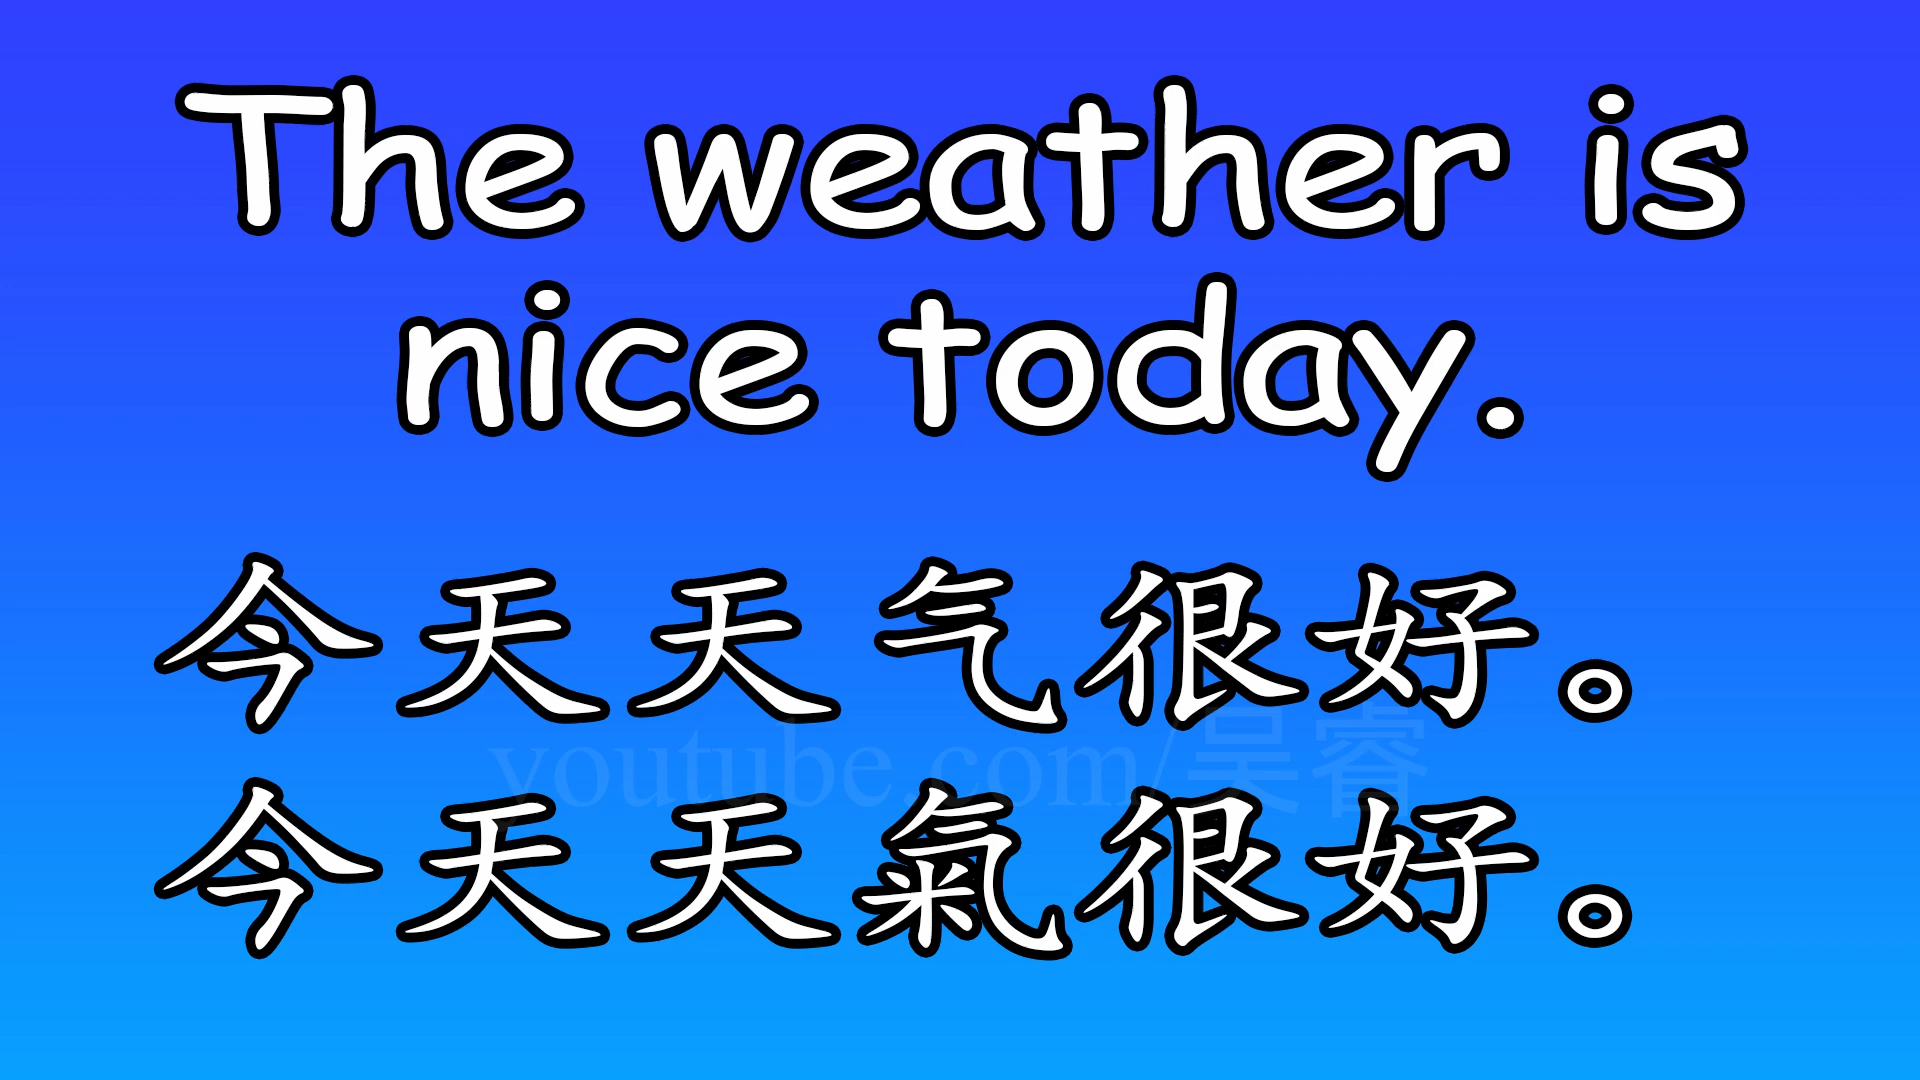 The weather is
nice today.
今天天气很好。
youtube.com/吴睿
今天天氣很好。